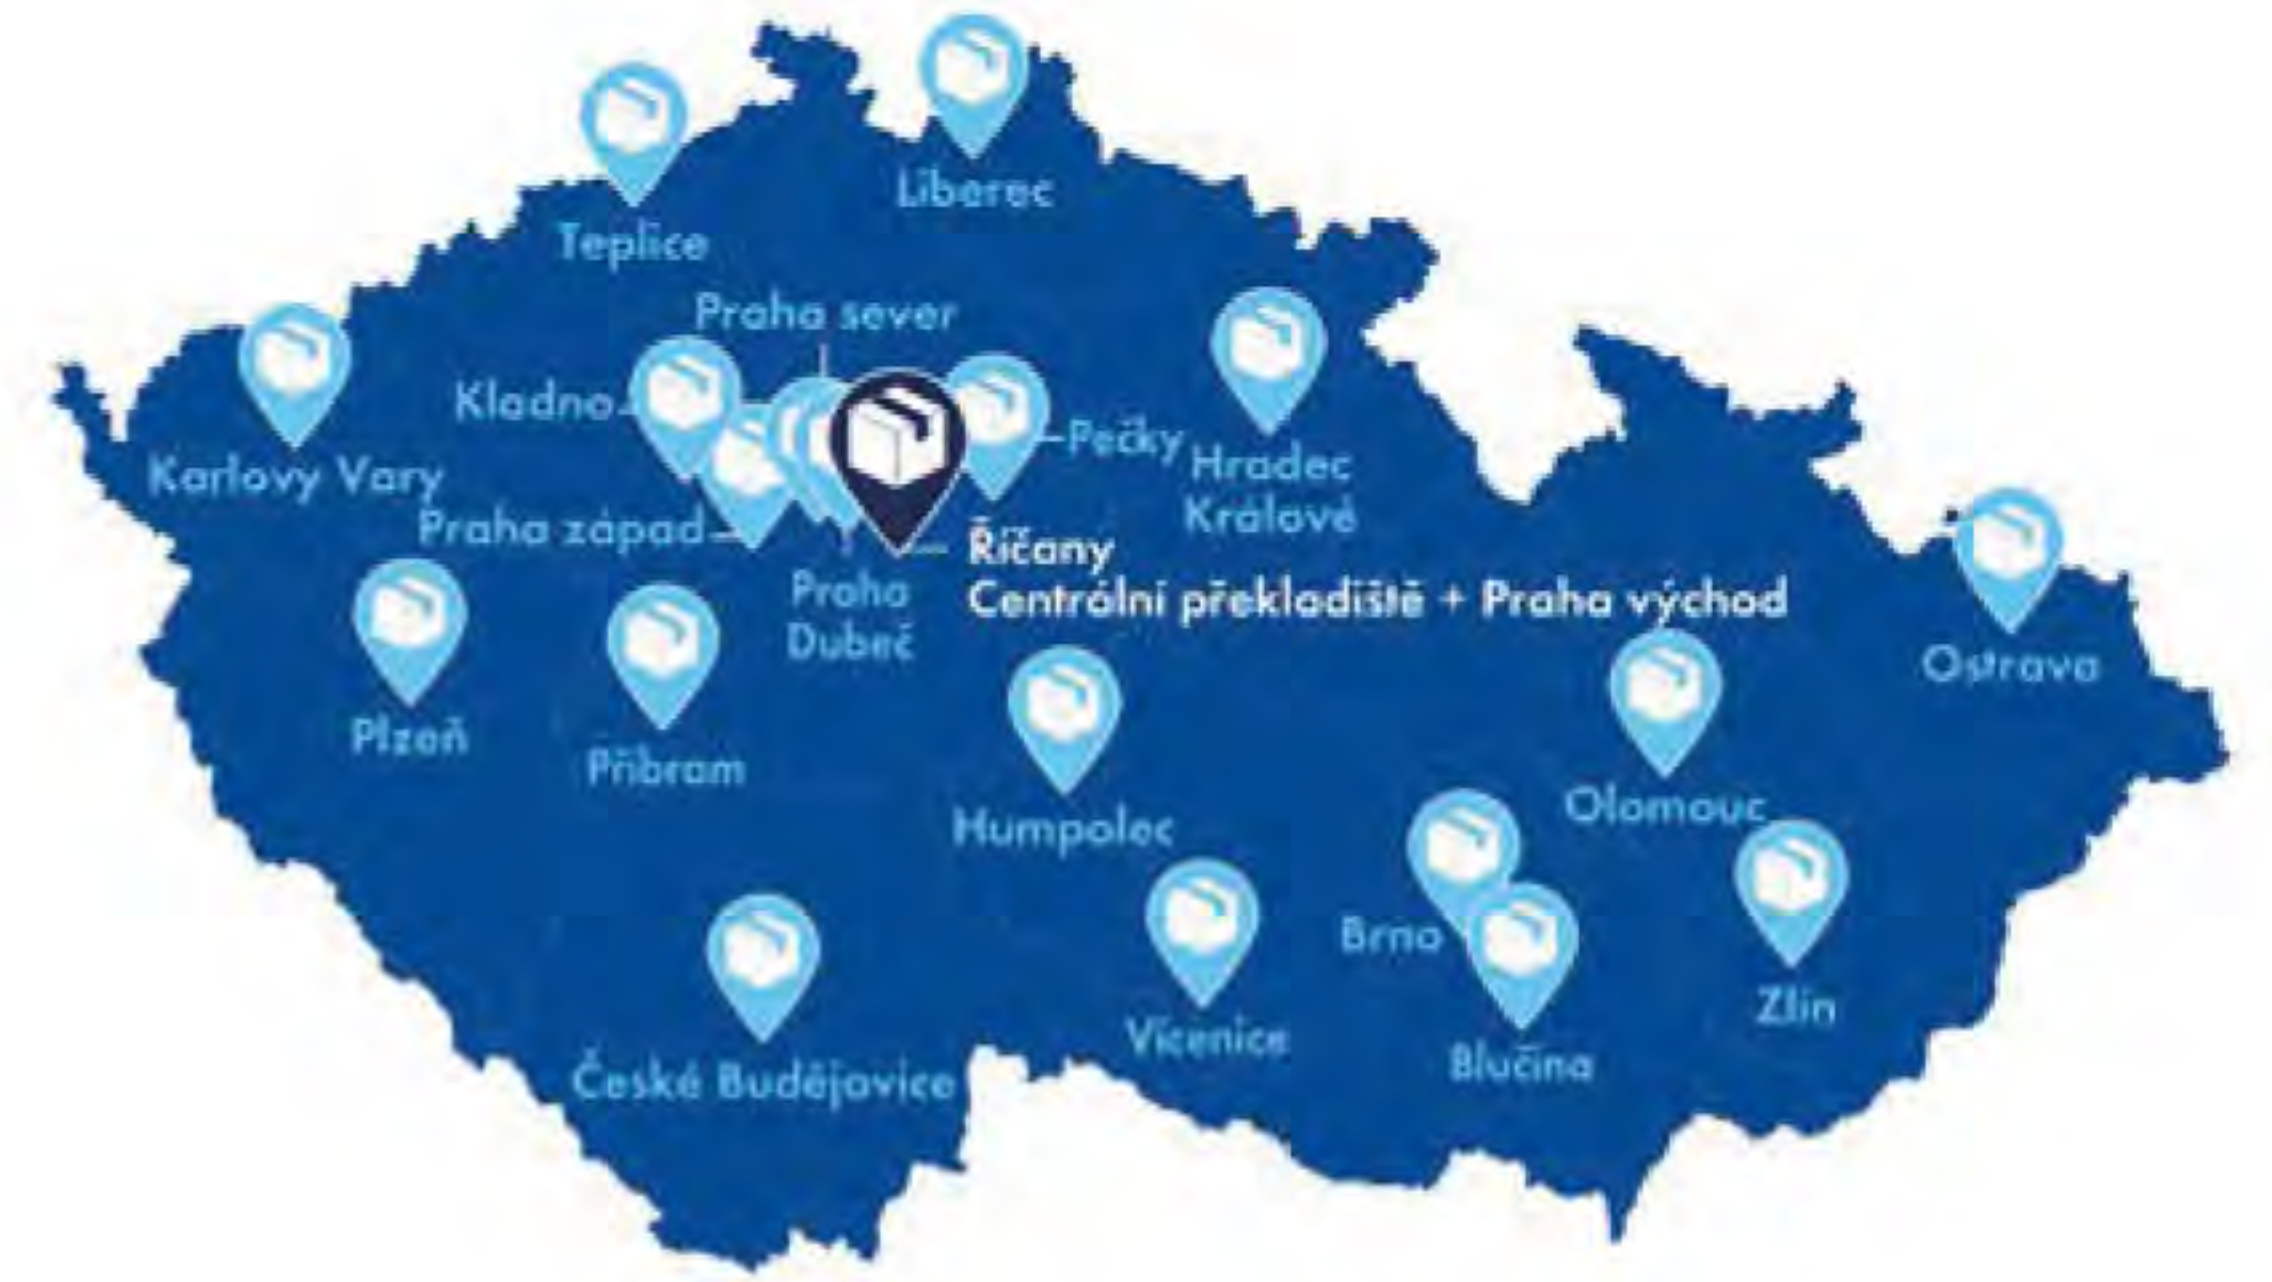 Liberec
Teplice
Praha sever
Kladno
Pečky
Karlovy Vary
Hradec
Králové
Praha západ
Říčany
Centrální překladiště + Praha východ
Praha
Dubeč
Ostrava
Plzeň
Příbram
Olomouc
Humpolec
Brno
Zlín
Vícenice
Blučina
České Budějovice